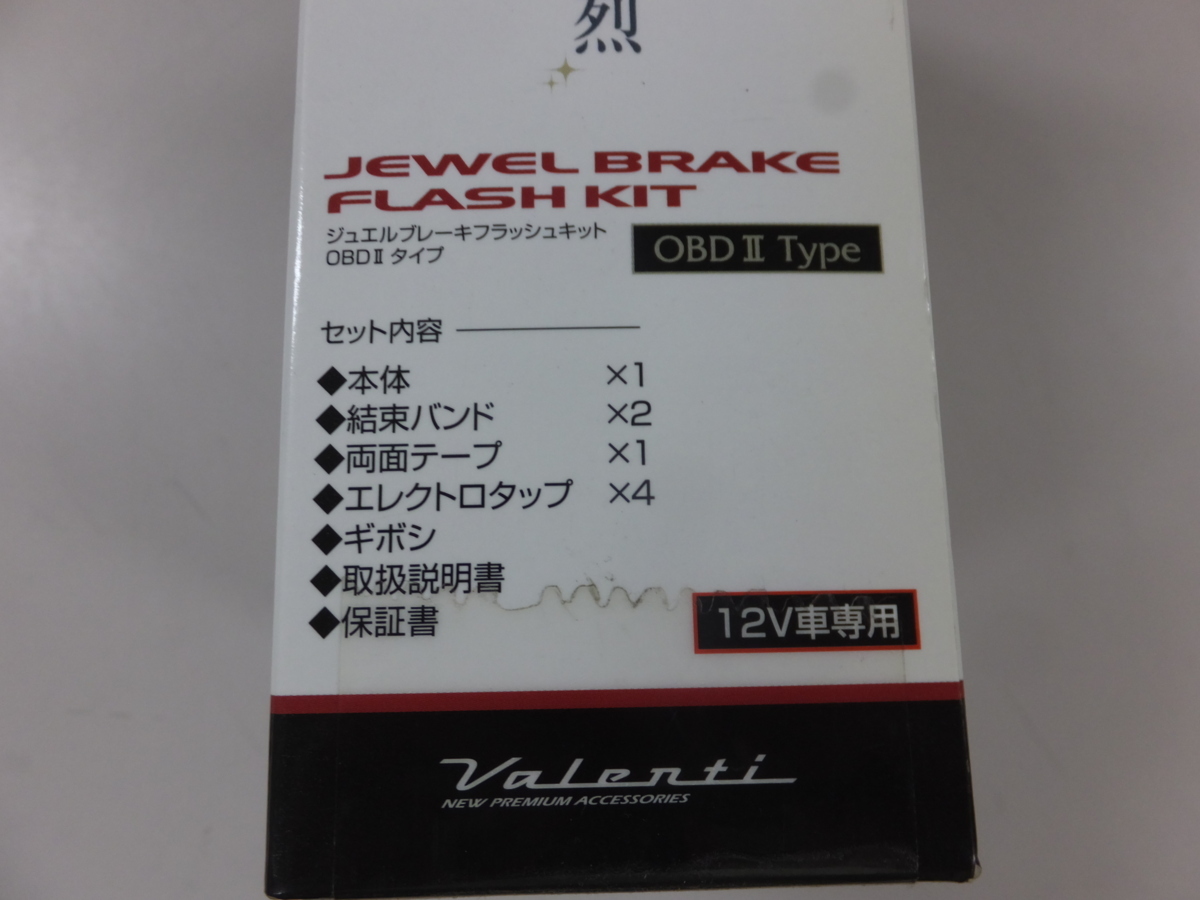 烈
JEWEL BRAKE
FLASH KIT
ジュエルブレーキフラッシュキット
OBDⅡ タイプ
OBDⅡ Type
セット内容
◆本体 ×1
◆結束バンド ×2
◆両面テープ ×1
◆エレクトロタップ ×4
◆ギボシ
◆取扱説明書
◆保証書
12V車専用
Valenti
NEW PREMIUM ACCESSORIES